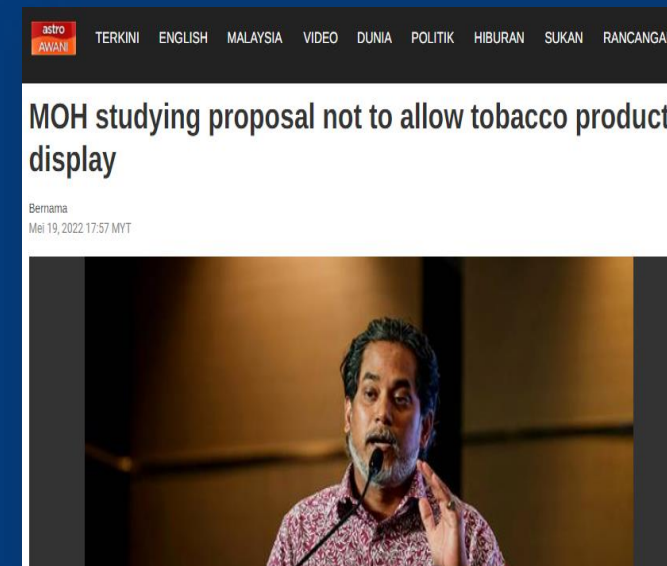 astro
AWANI
TERKINI ENGLISH MALAYSIA VIDEO DUNIA POLITIK HIBURAN SUKAN RANCANGAN
MOH studying proposal not to allow tobacco product
display
Bernama
Mei 19, 2022 17:57 MYT